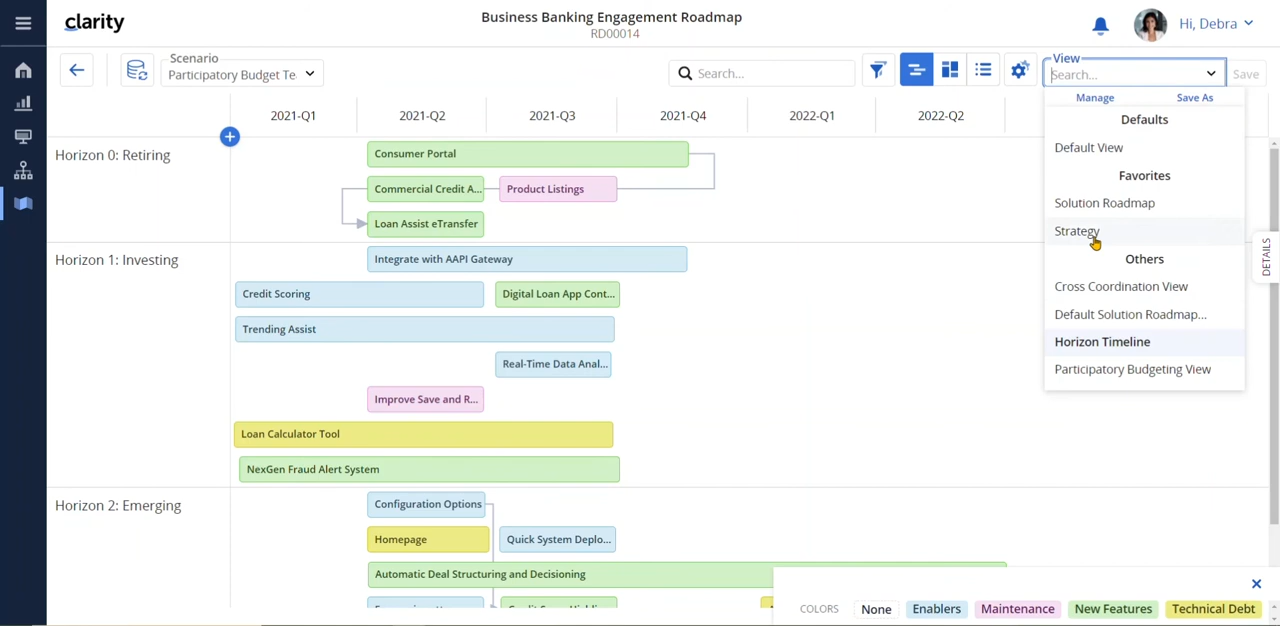 clarity
Business Banking Engagement Roadmap
RD00014
Hi, Debra
Scenario
Participatory Budget Te
Search...
View
Search...
Save
Manage Save As
Defaults
Default View
Favorites
Solution Roadmap
Strategy
Others
Cross Coordination View
Default Solution Roadmap...
Horizon Timeline
Participatory Budgeting View
DETAILS
2021-Q1 2021-Q2 2021-Q3 2021-Q4 2022-Q1 2022-Q2
Horizon 0: Retiring
Consumer Portal
Commercial Credit A... Product Listings
Loan Assist eTransfer
Horizon 1: Investing
Integrate with AAPI Gateway
Credit Scoring Digital Loan App Cont...
Trending Assist
Real-Time Data Anal...
Improve Save and R...
Loan Calculator Tool
NexGen Fraud Alert System
Horizon 2: Emerging
Configuration Options
Homepage Quick System Deplo...
Automatic Deal Structuring and Decisioning
COLORS None Enablers Maintenance New Features Technical Debt